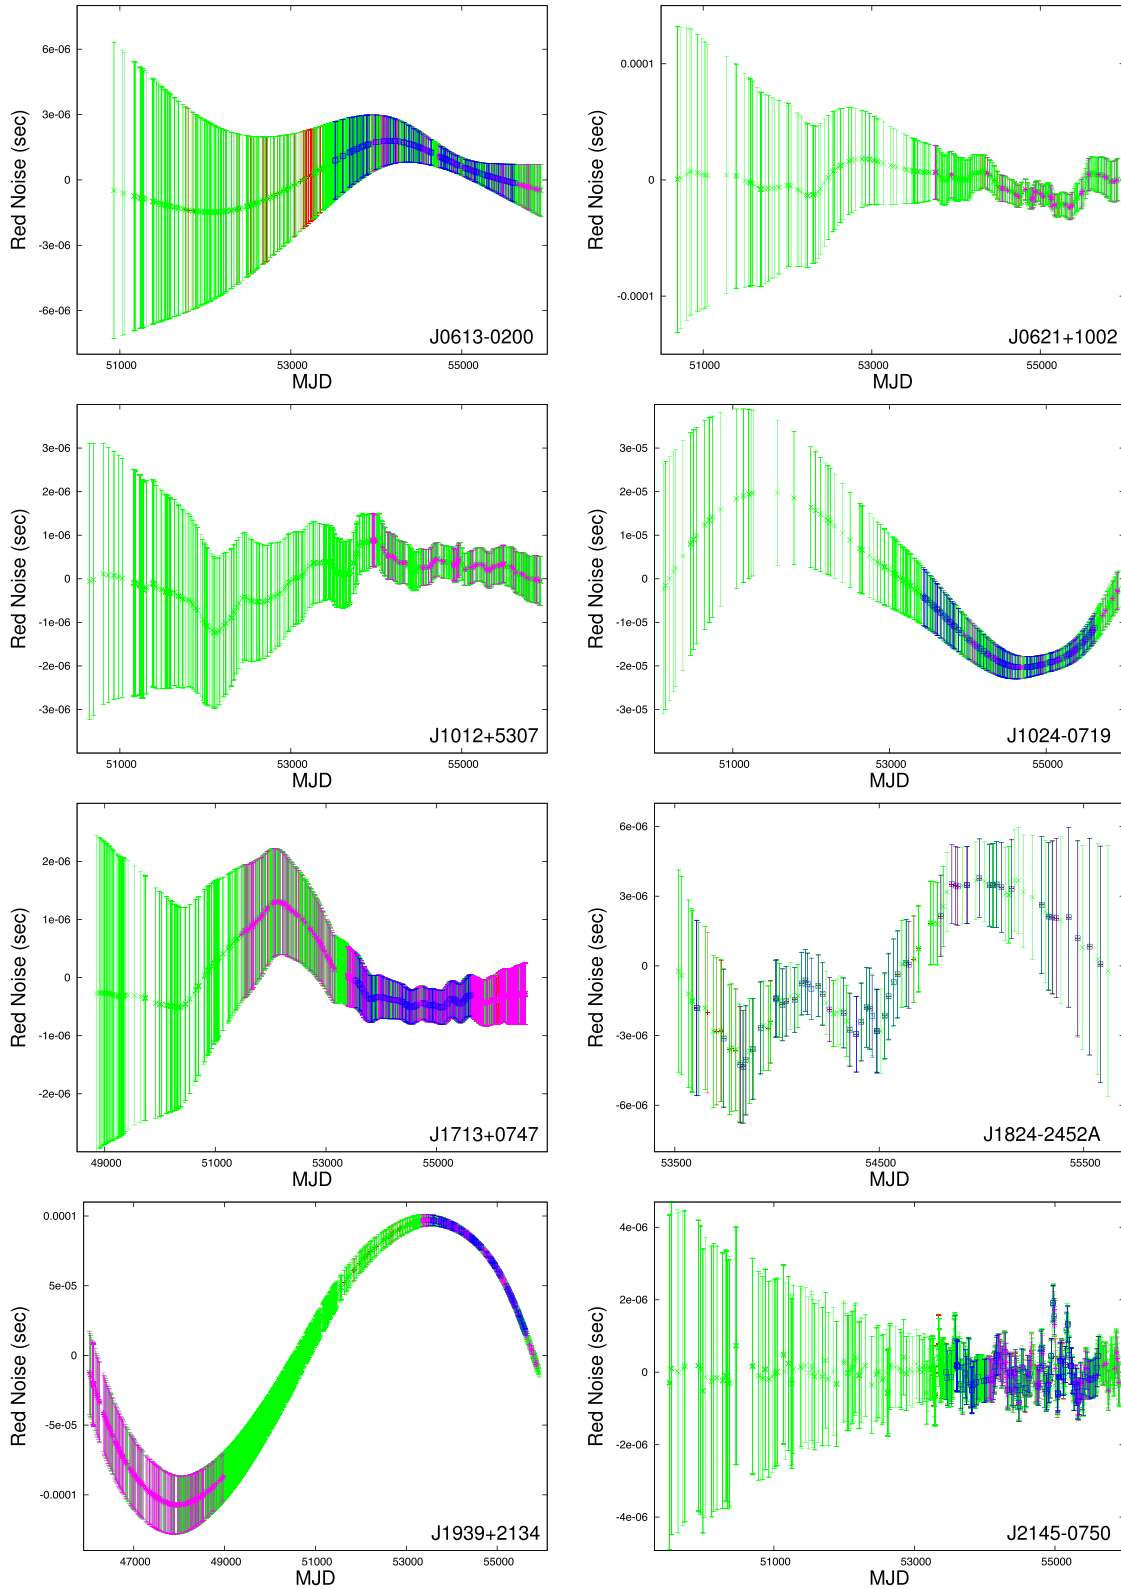 6e-06
3e-06
0
-3e-06
-6e-06
Red Noise (sec)
J0613-0200
51000 53000 55000
MJD
0.0001
0
-0.0001
Red Noise (sec)
J0621+1002
51000 53000 55000
MJD
3e-06
2e-06
1e-06
0
-1e-06
-2e-06
-3e-06
Red Noise (sec)
J1012+5307
51000 53000 55000
MJD
3e-05
2e-05
1e-05
0
-1e-05
-2e-05
-3e-05
Red Noise (sec)
J1024-0719
51000 53000 55000
MJD
2e-06
1e-06
0
-1e-06
-2e-06
Red Noise (sec)
J1713+0747
49000 51000 53000 55000
MJD
6e-06
3e-06
0
-3e-06
-6e-06
Red Noise (sec)
J1824-2452A
53500 54500 55500
MJD
0.0001
5e-05
0
-5e-05
-0.0001
Red Noise (sec)
J1939+2134
47000 49000 51000 53000 55000
MJD
4e-06
2e-06
0
-2e-06
-4e-06
Red Noise (sec)
J2145-0750
51000 53000 55000
MJD